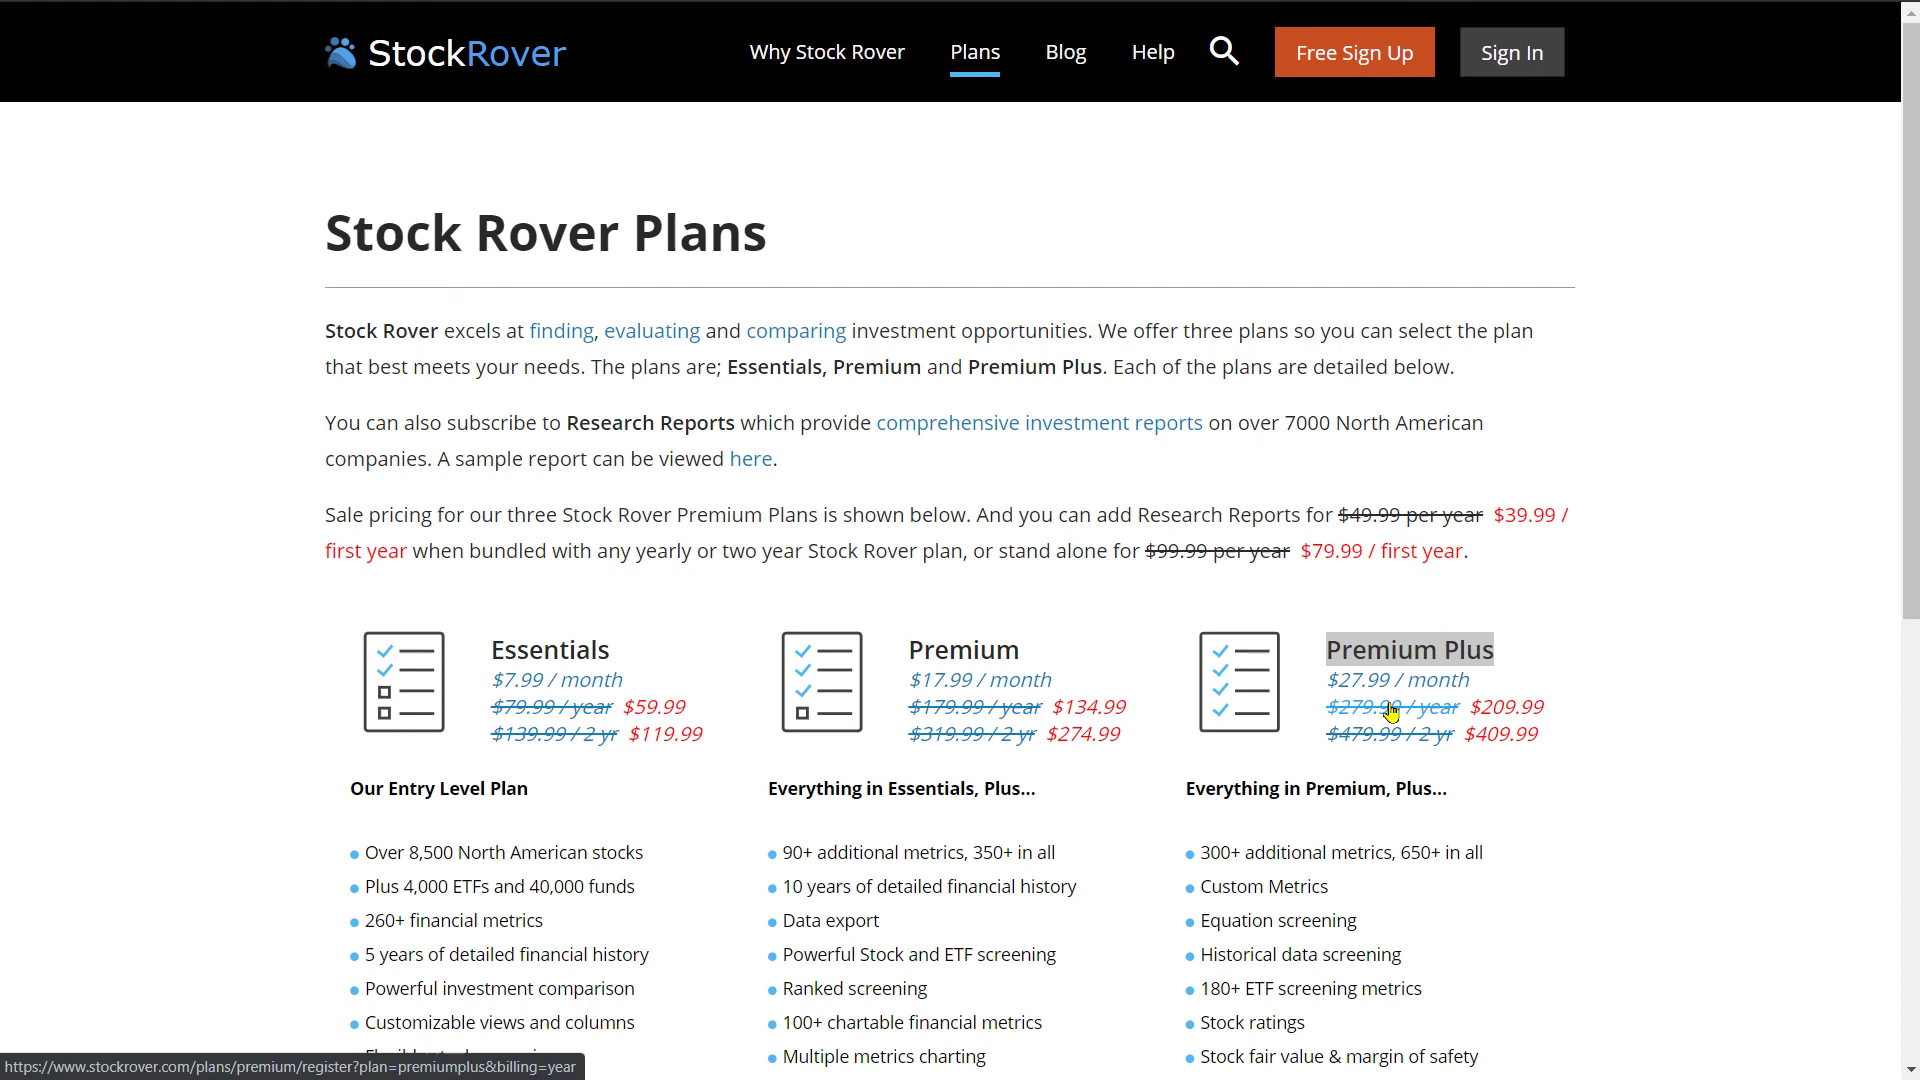 StockRover
Why Stock Rover
Plans
Blog
Help
Free Sign Up
Sign In
Stock Rover Plans
Stock Rover excels at finding, evaluating and comparing investment opportunities. We offer three plans so you can select the plan
that best meets your needs. The plans are; Essentials, Premium and Premium Plus. Each of the plans are detailed below.
You can also subscribe to Research Reports which provide comprehensive investment reports on over 7000 North American
companies. A sample report can be viewed here.
Sale pricing for our three Stock Rover Premium Plans is shown below. And you can add Research Reports for $49.99 per year $39.99 /
first year when bundled with any yearly or two year Stock Rover plan, or stand alone for $99.99 per year $79.99 / first year.
Essentials
$7.99 / month
$79.99 / year $59.99
$139.99 / 2 yr $119.99
Our Entry Level Plan
Over 8,500 North American stocks
Plus 4,000 ETFs and 40,000 funds
260+ financial metrics
5 years of detailed financial history
Powerful investment comparison
Customizable views and columns
Premium
$17.99 / month
$179.99 / year $134.99
$319.99 / 2 yr $274.99
Everything in Essentials, Plus...
90+ additional metrics, 350+ in all
10 years of detailed financial history
Data export
Powerful Stock and ETF screening
Ranked screening
100+ chartable financial metrics
Multiple metrics charting
Premium Plus
$27.99 / month
$279.99 / year $209.99
$479.99 / 2 yr $409.99
Everything in Premium, Plus...
300+ additional metrics, 650+ in all
Custom Metrics
Equation screening
Historical data screening
180+ ETF screening metrics
Stock ratings
Stock fair value & margin of safety
https://www.stockrover.com/plans/premium/register?plan=premiumplus&billing=year